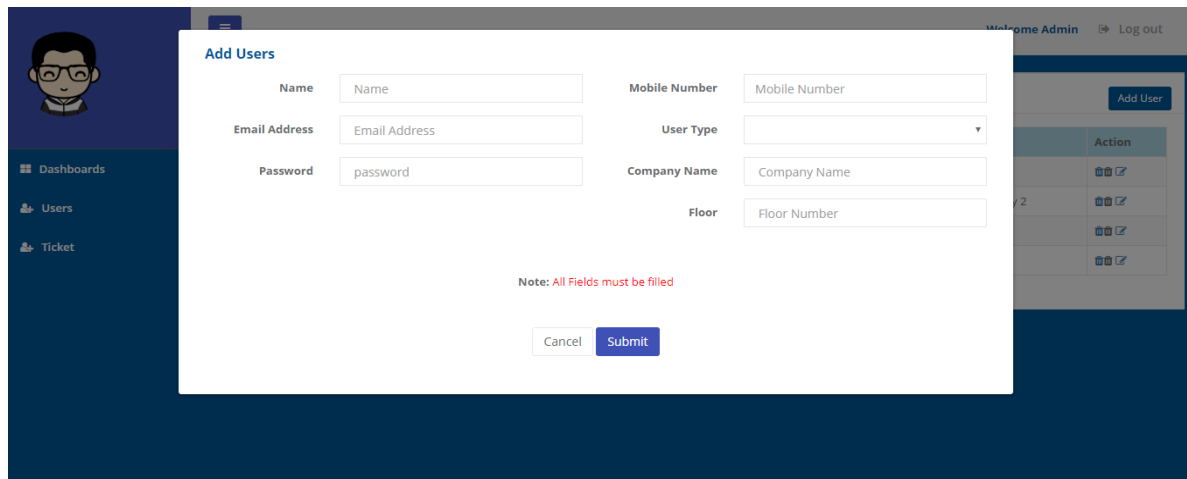 Welcome Admin Log out
Add Users
Name Name Mobile Number Mobile Number
Add User
Email Address Email Address User Type
Action
Dashboards
Password password Company Name Company Name
Users
y 2
Floor Floor Number
Ticket
Note: All Fields must be filled
Cancel Submit